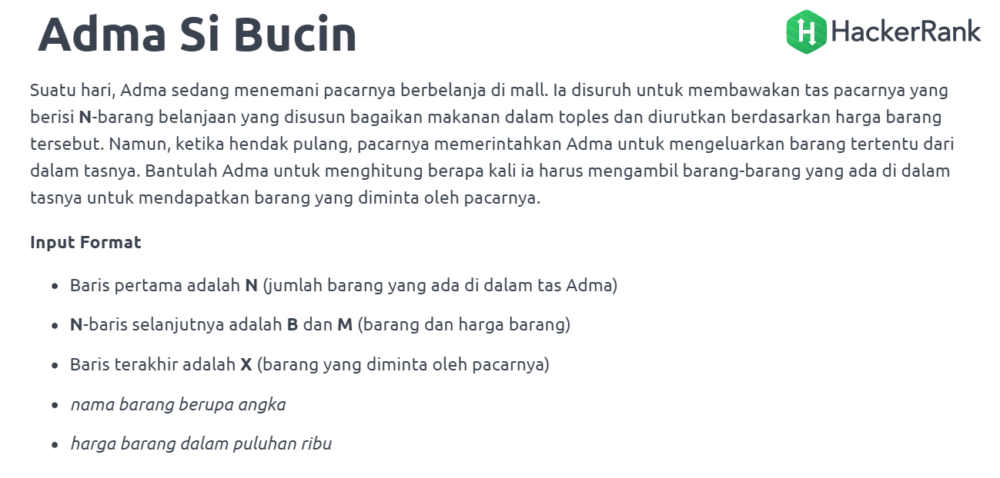 Adma Si Bucin
HackerRank
Suatu hari, Adma sedang menemani pacarnya berbelanja di mall. Ia disuruh untuk membawakan tas pacarnya yang
berisi N-barang belanjaan yang disusun bagaikan makanan dalam toples dan diurutkan berdasarkan harga barang
tersebut. Namun, ketika hendak pulang, pacarnya memerintahkan Adma untuk mengeluarkan barang tertentu dari
dalam tasnya. Bantulah Adma untuk menghitung berapa kali ia harus mengambil barang-barang yang ada di dalam
tasnya untuk mendapatkan barang yang diminta oleh pacarnya.
Input Format
• Baris pertama adalah N (jumlah barang yang ada di dalam tas Adma)
• N-baris selanjutnya adalah B dan M (barang dan harga barang)
• Baris terakhir adalah X (barang yang diminta oleh pacarnya)
• nama barang berupa angka
• harga barang dalam puluhan ribu